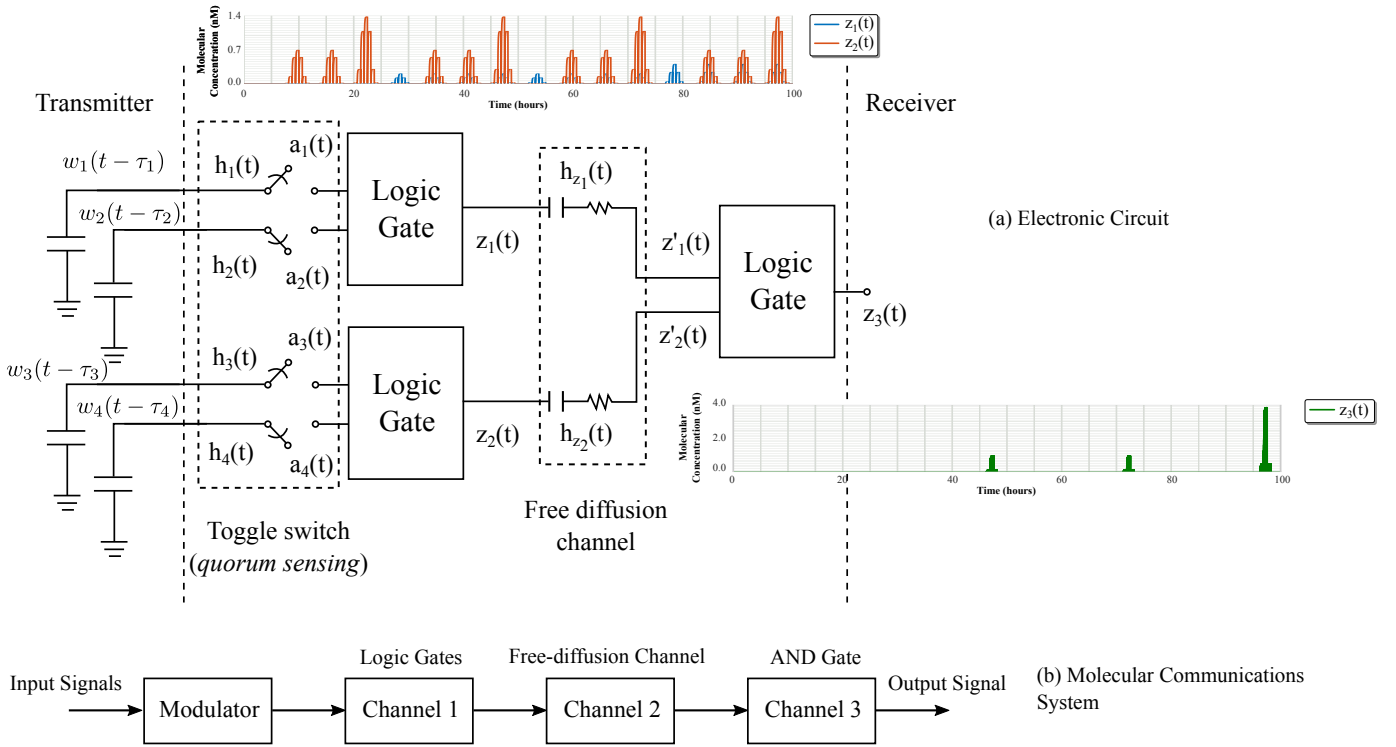 1.4
0.7
0.0
Molecular
Concentration (nM)
0
20
40
60
80
100
Time (hours)
z₁(t)
z₂(t)
Transmitter
Receiver
w₁(t − τ₁)
w₂(t − τ₂)
w₃(t − τ₃)
w₄(t − τ₄)
h₁(t)
a₁(t)
h₂(t)
a₂(t)
h₃(t)
a₃(t)
h₄(t)
a₄(t)
Logic
Gate
Logic
Gate
z₁(t)
z₂(t)
h_z₁(t)
h_z₂(t)
z'₁(t)
z'₂(t)
Logic
Gate
z₃(t)
(a) Electronic Circuit
4.0
2.0
0.0
Molecular
Concentration (nM)
0
20
40
60
80
100
Time (hours)
z₃(t)
Toggle switch
(quorum sensing)
Free diffusion
channel
Logic Gates
Free-diffusion Channel
AND Gate
Input Signals
Modulator
Channel 1
Channel 2
Channel 3
Output Signal
(b) Molecular Communications
System